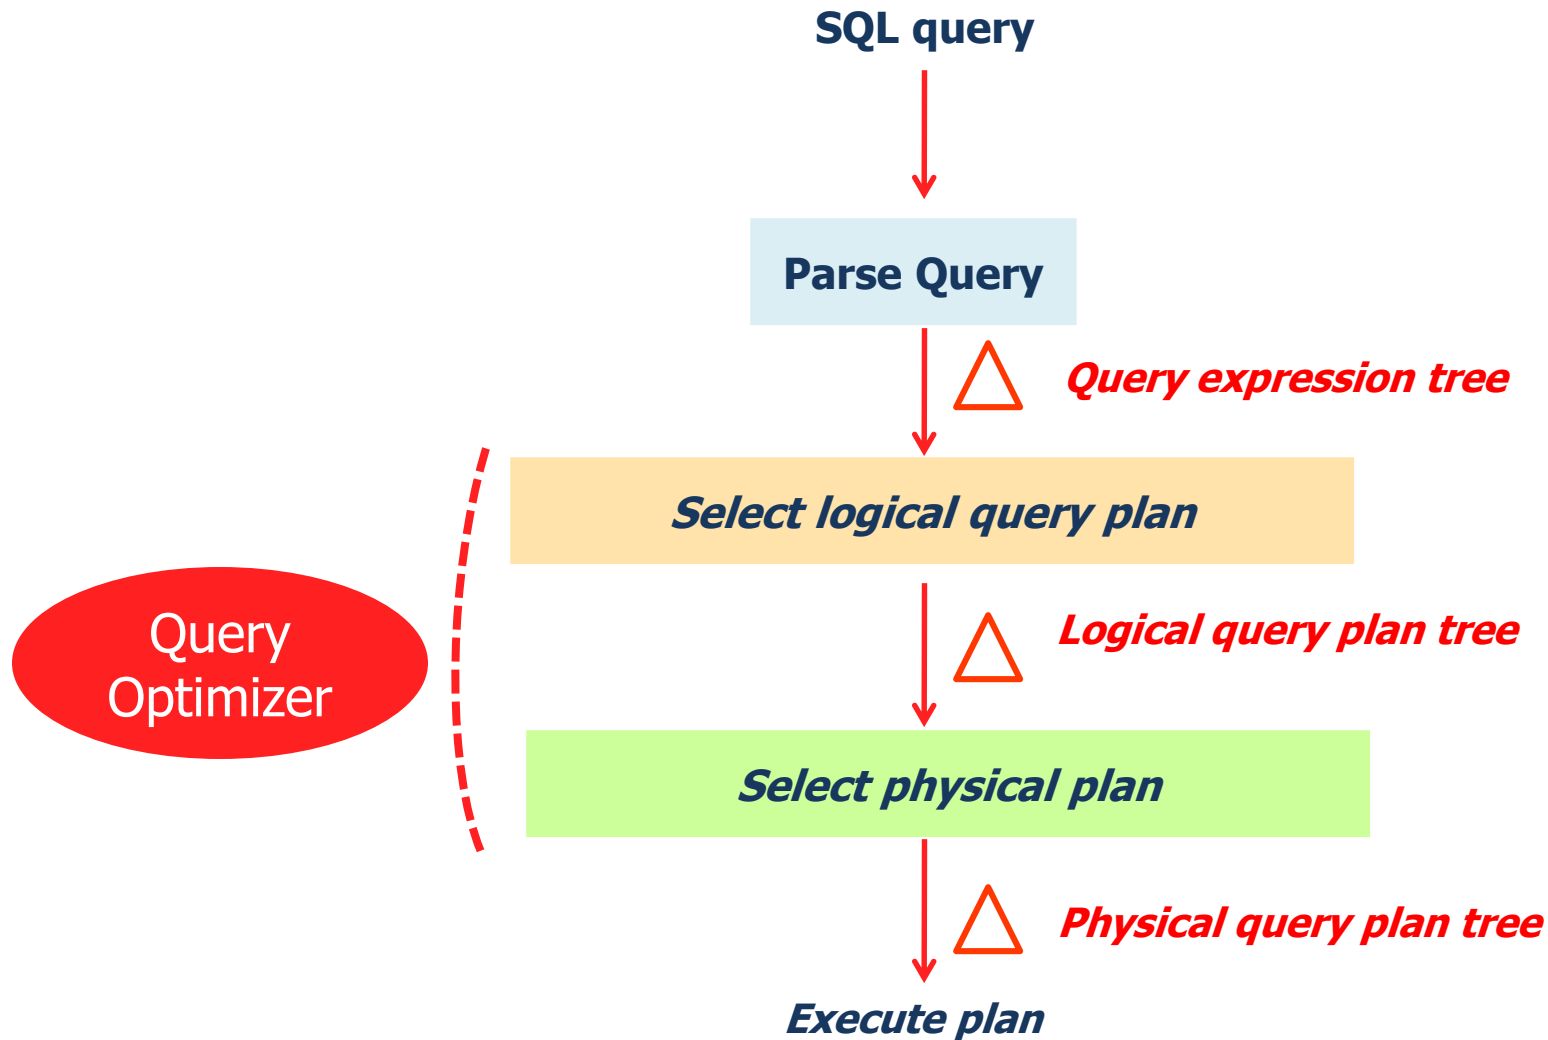 SQL query
Parse Query
Query expression tree
Select logical query plan
Query
Optimizer
Logical query plan tree
Select physical plan
Physical query plan tree
Execute plan